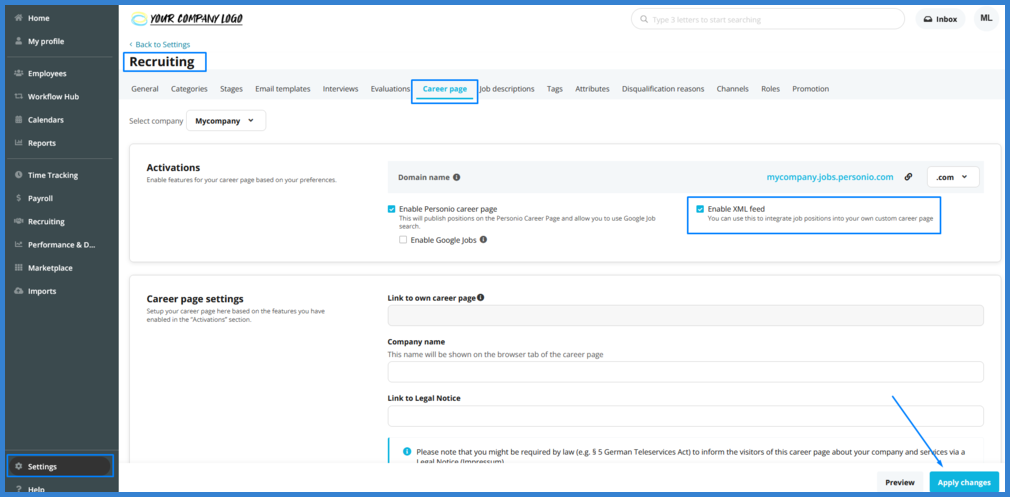 Home
My profile
Employees
Workflow Hub
Calendars
Reports
Time Tracking
Payroll
Recruiting
Performance & D...
Marketplace
Imports
Settings
Help
YOUR COMPANY LOGO
Type 3 letters to start searching
Inbox
ML
‹ Back to Settings
Recruiting
General Categories Stages Email templates Interviews Evaluations Career page Job descriptions Tags Attributes Disqualification reasons Channels Roles Promotion
Select company Mycompany
Activations
Enable features for your career page based on your preferences.
Domain name
mycompany.jobs.personio.com
.com
Enable Personio career page
This will publish positions on the Personio Career Page and allow you to use Google Job
search.
Enable Google Jobs
Enable XML feed
You can use this to integrate job positions into your own custom career page
Career page settings
Setup your career page here based on the features you have
enabled in the "Activations" section.
Link to own career page
Company name
This name will be shown on the browser tab of the career page
Link to Legal Notice
Please note that you might be required by law (e.g. § 5 German Teleservices Act) to inform the visitors of this career page about your company and services via a
Legal Notice (Impressum)
Preview
Apply changes